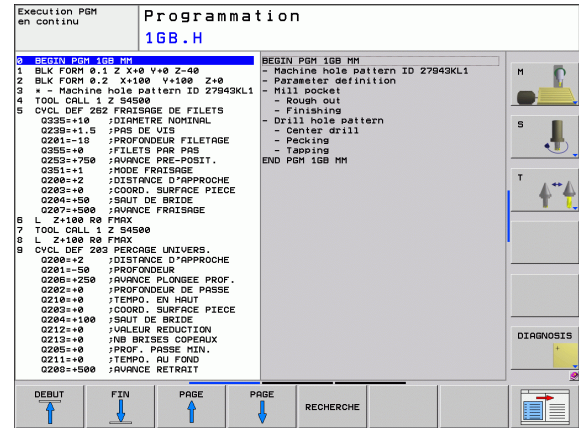 Execution PGM
en continu
Programmation
1GB.H
0 BEGIN PGM 1GB MM
1 BLK FORM 0.1 Z X+0 Y+0 Z-40
2 BLK FORM 0.2 X+100 Y+100 Z+0
3 * - Machine hole pattern ID 27943KL1
4 TOOL CALL 1 Z S4500
5 CYCL DEF 262 FRAISAGE DE FILETS
Q335=+10 ;DIAMETRE NOMINAL
Q239=+1.5 ;PAS DE VIS
Q201=-18 ;PROFONDEUR FILETAGE
Q355=+0 ;FILETS PAR PAS
Q253=+750 ;AVANCE PRE-POSIT.
Q351=+1 ;MODE FRAISAGE
Q200=+2 ;DISTANCE D'APPROCHE
Q203=+0 ;COORD. SURFACE PIECE
Q204=+50 ;SAUT DE BRIDE
Q207=+500 ;AVANCE FRAISAGE
6 L Z+100 R0 FMAX
7 TOOL CALL 1 Z S4500
8 L Z+100 R0 FMAX
9 CYCL DEF 203 PERCAGE UNIVERS.
Q200=+2 ;DISTANCE D'APPROCHE
Q201=-50 ;PROFONDEUR
Q206=+250 ;AVANCE PLONGEE PROF.
Q202=+0 ;PROFONDEUR DE PASSE
Q210=+0 ;TEMPO. EN HAUT
Q203=+0 ;COORD. SURFACE PIECE
Q204=+100 ;SAUT DE BRIDE
Q212=+0 ;VALEUR REDUCTION
Q213=+0 ;NB BRISES COPEAUX
Q205=+0 ;PROF. PASSE MIN.
Q211=+0 ;TEMPO. AU FOND
Q208=+500 ;AVANCE RETRAIT
BEGIN PGM 1GB MM
- Machine hole pattern ID 27943KL1
- Parameter definition
- Mill pocket
- Rough out
- Finishing
- Drill hole pattern
- Center drill
- Pecking
- Tapping
END PGM 1GB MM
M
S
T
DIAGNOSIS
DEBUT
FIN
PAGE
PAGE
RECHERCHE